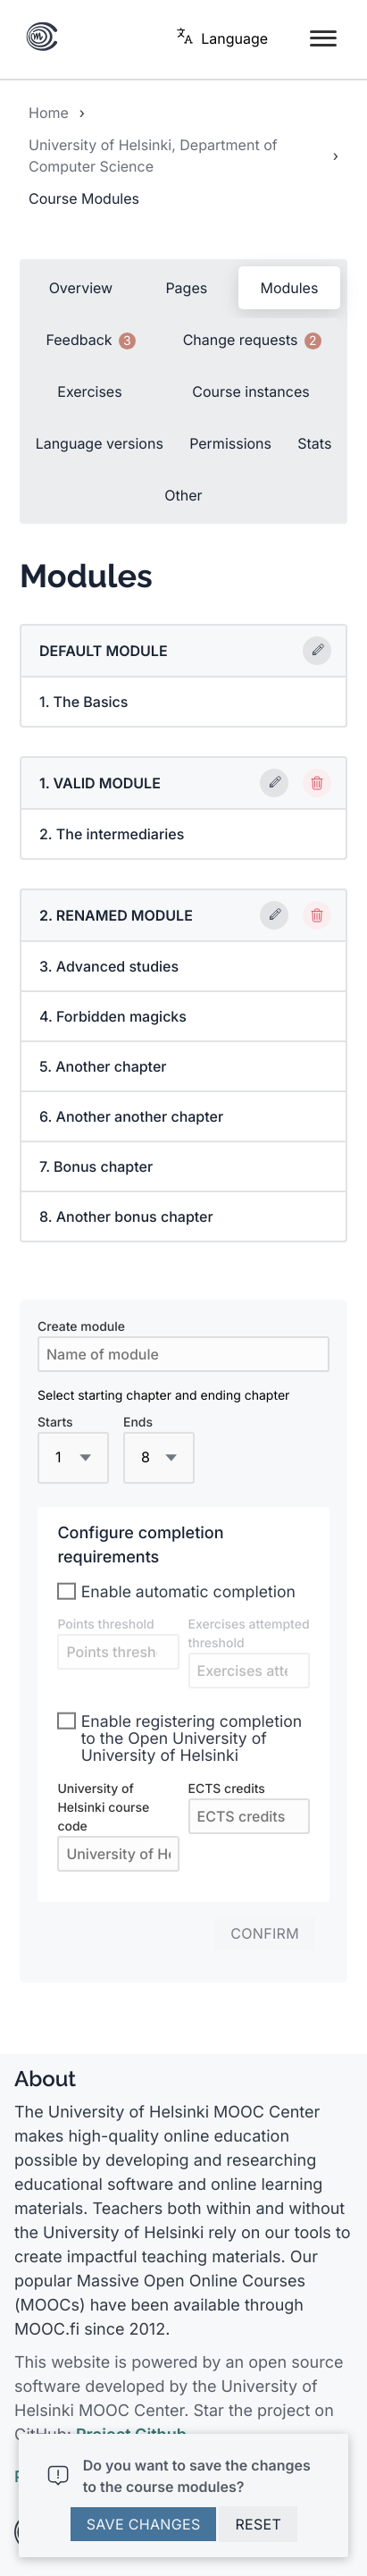 Language
Home ›
University of Helsinki, Department of
Computer Science ›
Course Modules
Overview Pages Modules
Feedback 3 Change requests 2
Exercises Course instances
Language versions Permissions Stats
Other
Modules
DEFAULT MODULE
1. The Basics
1. VALID MODULE
2. The intermediaries
2. RENAMED MODULE
3. Advanced studies
4. Forbidden magicks
5. Another chapter
6. Another another chapter
7. Bonus chapter
8. Another bonus chapter
Create module
Name of module
Select starting chapter and ending chapter
Starts Ends
1 8
Configure completion
requirements
Enable automatic completion
Points threshold
Exercises attempted
threshold
Points thresh
Exercises atte
Enable registering completion
to the Open University of
University of Helsinki
University of
Helsinki course
code
ECTS credits
ECTS credits
University of He
CONFIRM
About
The University of Helsinki MOOC Center
makes high-quality online education
possible by developing and researching
educational software and online learning
materials. Teachers both within and without
the University of Helsinki rely on our tools to
create impactful teaching materials. Our
popular Massive Open Online Courses
(MOOCs) have been available through
MOOC.fi since 2012.
This website is powered by an open source
software developed by the University of
Helsinki MOOC Center. Star the project on
GitHub: Project Github
Do you want to save the changes
to the course modules?
SAVE CHANGES RESET